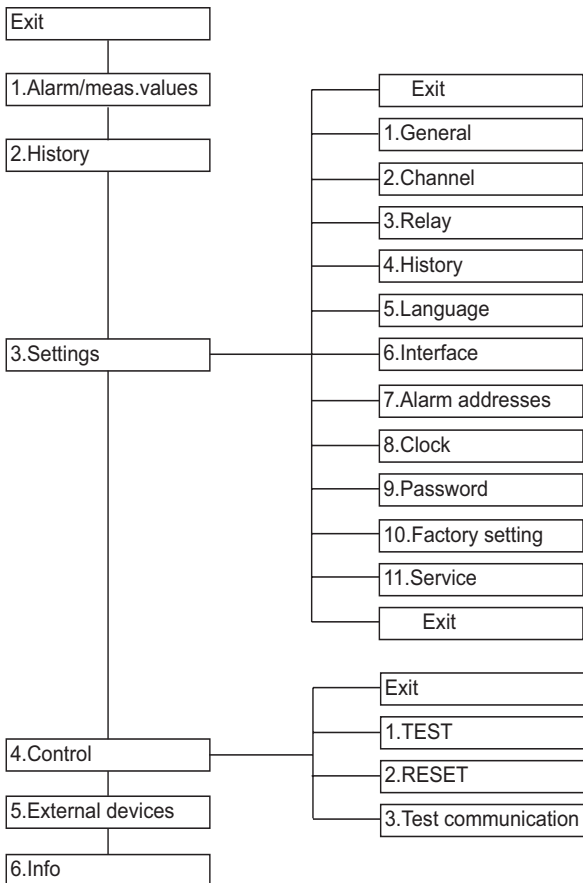 Exit
1.Alarm/meas.values
2.History
3.Settings
4.Control
5.External devices
6.Info
Exit
1.General
2.Channel
3.Relay
4.History
5.Language
6.Interface
7.Alarm addresses
8.Clock
9.Password
10.Factory setting
11.Service
Exit
Exit
1.TEST
2.RESET
3.Test communication